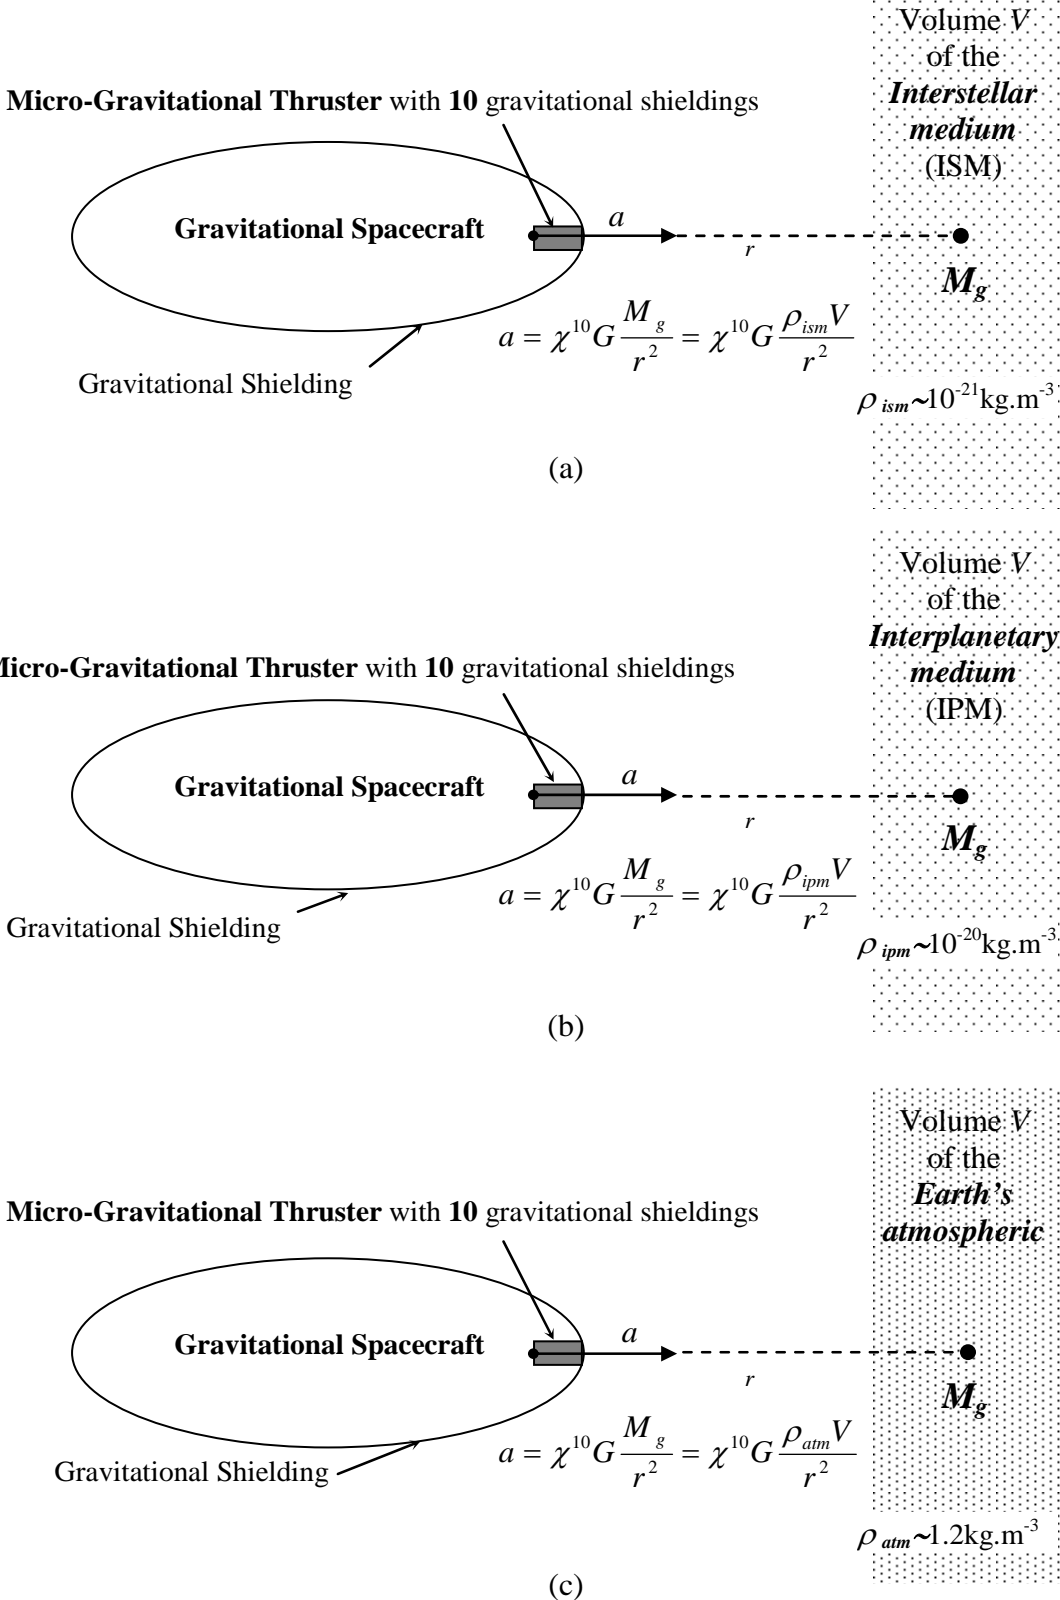 Volume V
of the
Interstellar
medium
(ISM)
Micro-Gravitational Thruster with 10 gravitational shieldings
Gravitational Spacecraft
a
r
M_g
a = χ^10 G M_g / r^2 = χ^10 G ρ_ism V / r^2
Gravitational Shielding
ρ ism ~10^-21 kg.m^-3
(a)
Volume V
of the
Interplanetary
medium
(IPM)
Micro-Gravitational Thruster with 10 gravitational shieldings
Gravitational Spacecraft
a
r
M_g
a = χ^10 G M_g / r^2 = χ^10 G ρ_ipm V / r^2
Gravitational Shielding
ρ ipm ~10^-20 kg.m^-3
(b)
Volume V
of the
Earth's
atmospheric
Micro-Gravitational Thruster with 10 gravitational shieldings
Gravitational Spacecraft
a
r
M_g
a = χ^10 G M_g / r^2 = χ^10 G ρ_atm V / r^2
Gravitational Shielding
ρ atm ~1.2kg.m^-3
(c)